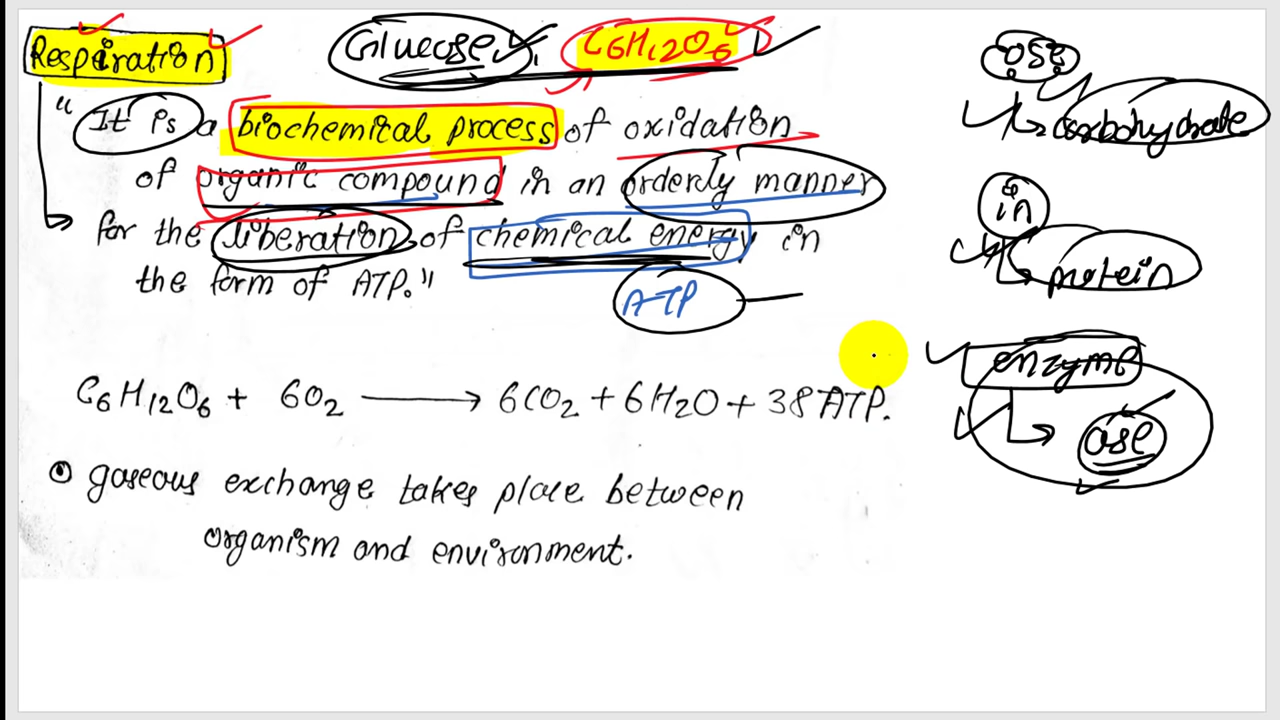 Respiration
Glucose. C6H12O6
"It is a biochemical process of oxidation
of organic compound in an orderly manner
for the liberation of chemical energy in
the form of ATP."
ATP
C6H12O6 + 6O2 → 6CO2 + 6H2O + 38ATP.
gaseous exchange takes place between
organism and environment.
ose
carbohydrate
in
protein
enzyme
ase